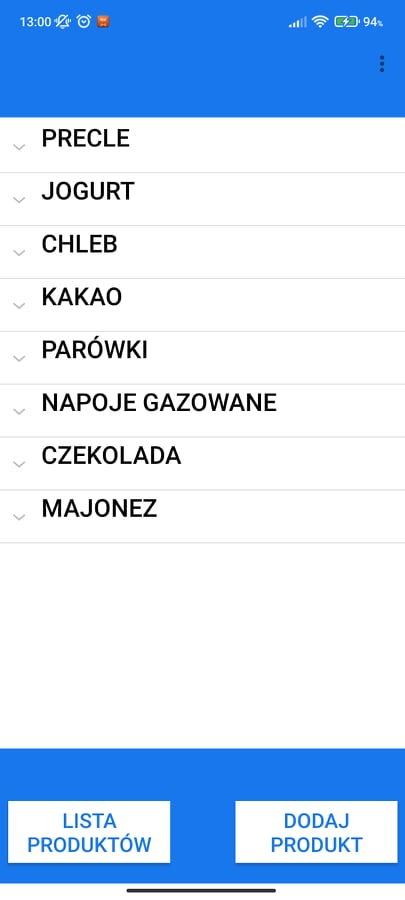 13:00
94%
PRECLE
JOGURT
CHLEB
KAKAO
PARÓWKI
NAPOJE GAZOWANE
CZEKOLADA
MAJONEZ
LISTA
PRODUKTÓW
DODAJ
PRODUKT